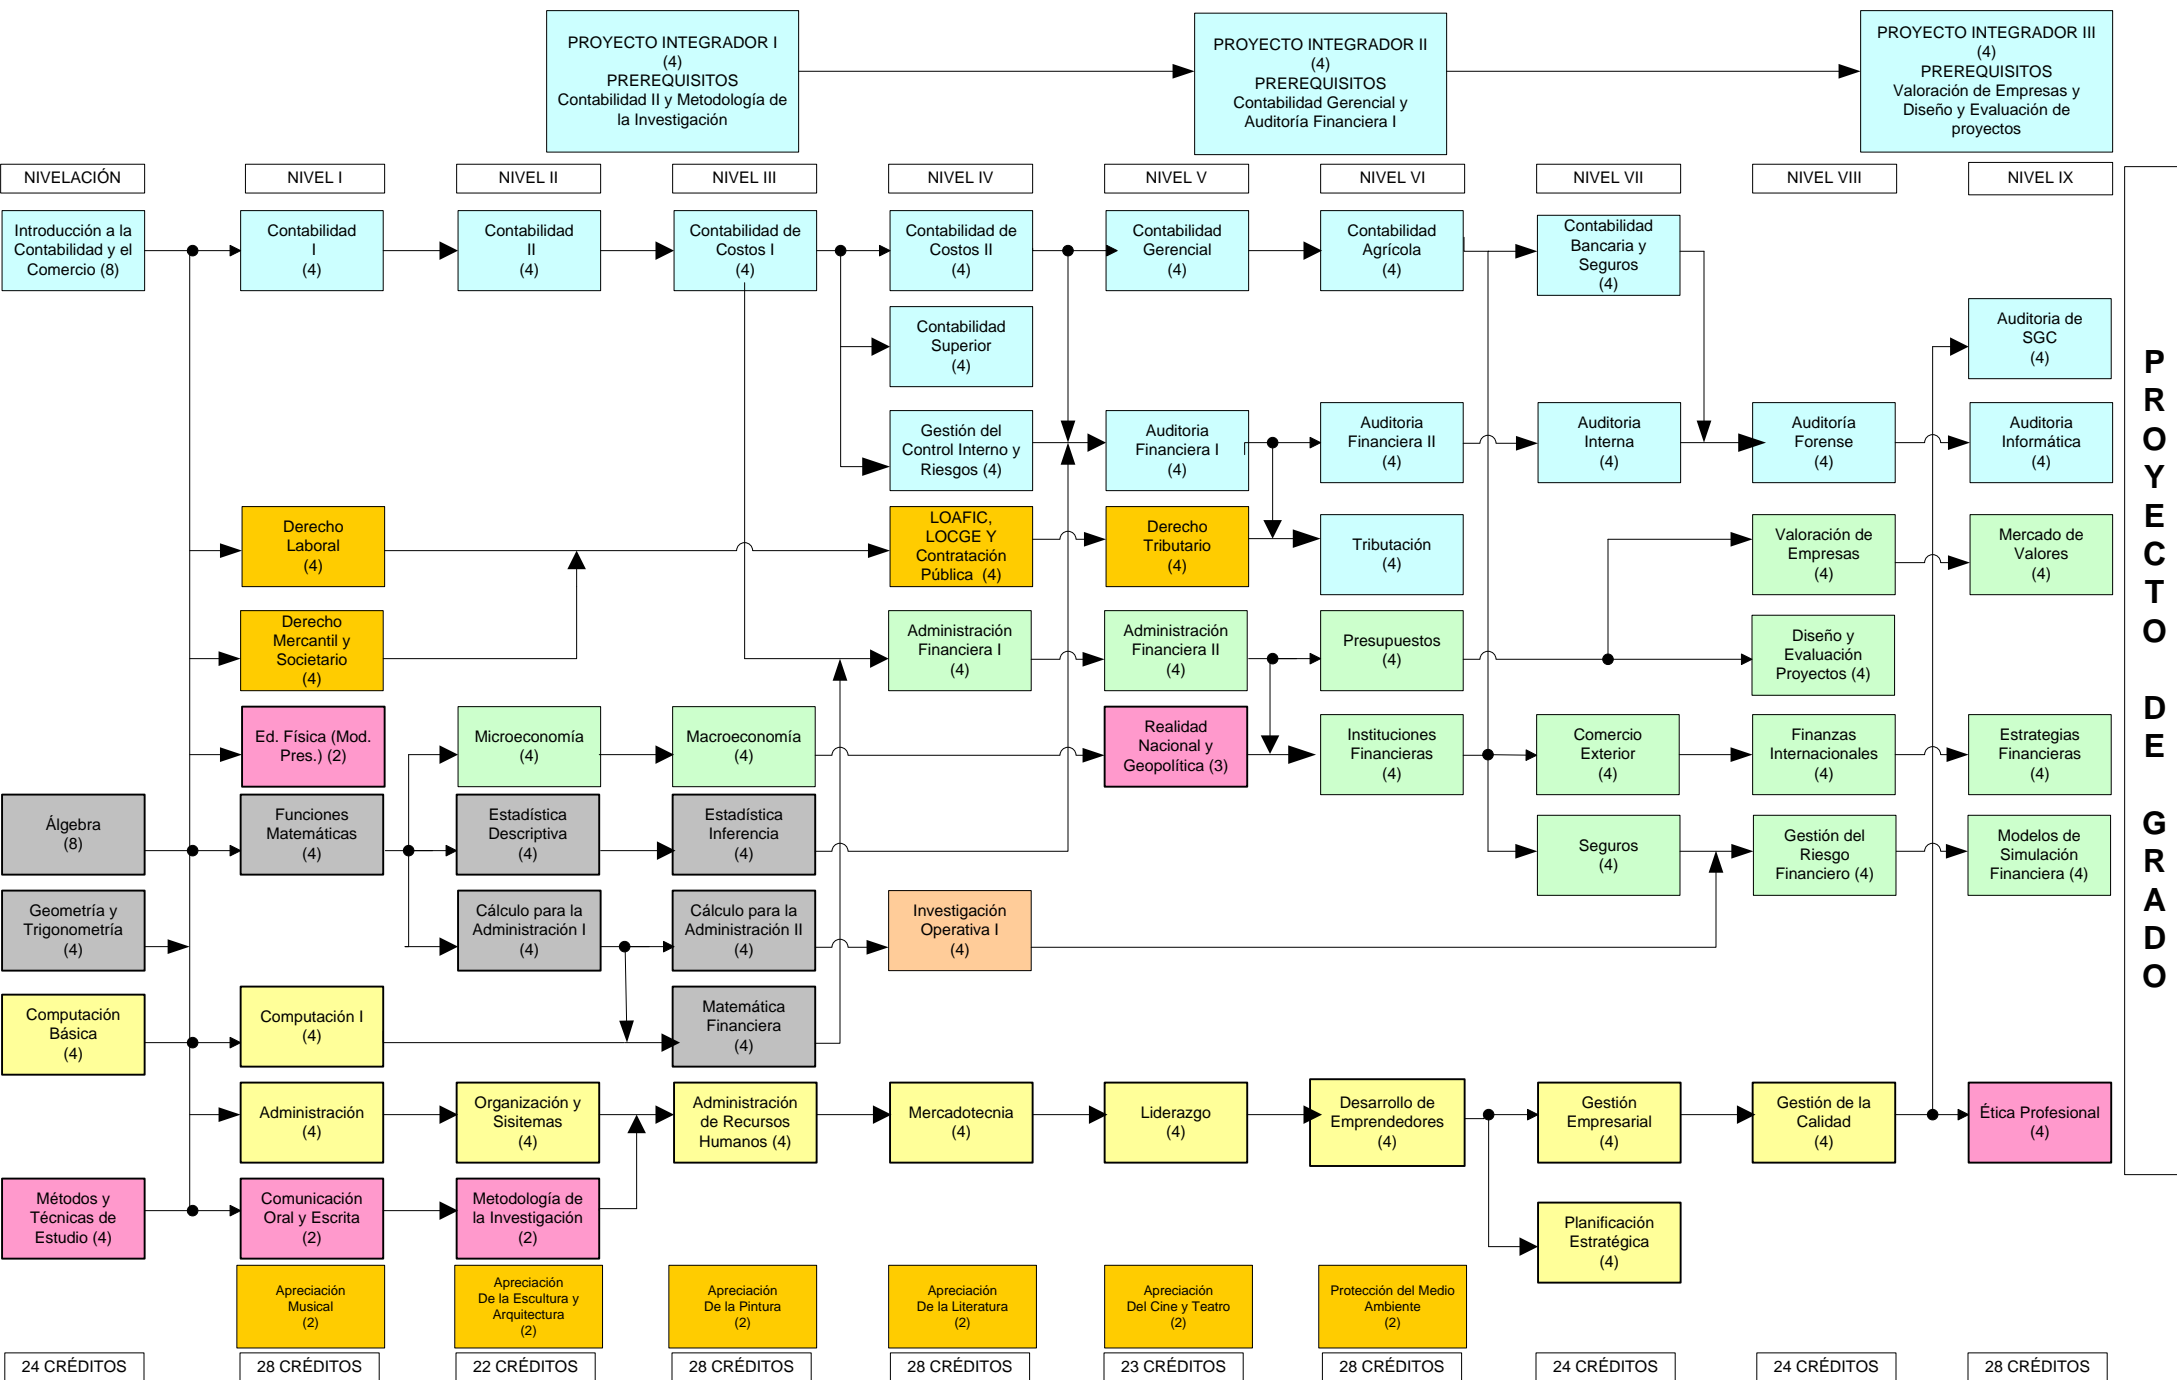 PROYECTO INTEGRADOR I
(4)
PREREQUISITOS
Contabilidad II y Metodología de
la Investigación
PROYECTO INTEGRADOR II
(4)
PREREQUISITOS
Contabilidad Gerencial y
Auditoría Financiera I
PROYECTO INTEGRADOR III
(4)
PREREQUISITOS
Valoración de Empresas y
Diseño y Evaluación de
proyectos
NIVELACIÓN
NIVEL I
NIVEL II
NIVEL III
NIVEL IV
NIVEL V
NIVEL VI
NIVEL VII
NIVEL VIII
NIVEL IX
Introducción a la
Contabilidad y el
Comercio (8)
Contabilidad
I
(4)
Contabilidad
II
(4)
Contabilidad de
Costos I
(4)
Contabilidad de
Costos II
(4)
Contabilidad
Gerencial
(4)
Contabilidad
Agrícola
(4)
Contabilidad
Bancaria y
Seguros
(4)
Contabilidad
Superior
(4)
Auditoria de
SGC
(4)
Gestión del
Control Interno y
Riesgos (4)
Auditoria
Financiera I
(4)
Auditoria
Financiera II
(4)
Auditoria
Interna
(4)
Auditoría
Forense
(4)
Auditoria
Informática
(4)
Derecho
Laboral
(4)
LOAFIC,
LOCGE Y
Contratación
Pública (4)
Derecho
Tributario
(4)
Tributación
(4)
Valoración de
Empresas
(4)
Mercado de
Valores
(4)
Derecho
Mercantil y
Societario
(4)
Administración
Financiera I
(4)
Administración
Financiera II
(4)
Presupuestos
(4)
Diseño y
Evaluación
Proyectos (4)
Ed. Física (Mod.
Pres.) (2)
Microeconomía
(4)
Macroeconomía
(4)
Realidad
Nacional y
Geopolítica (3)
Instituciones
Financieras
(4)
Comercio
Exterior
(4)
Finanzas
Internacionales
(4)
Estrategias
Financieras
(4)
Álgebra
(8)
Funciones
Matemáticas
(4)
Estadística
Descriptiva
(4)
Estadística
Inferencia
(4)
Seguros
(4)
Gestión del
Riesgo
Financiero (4)
Modelos de
Simulación
Financiera (4)
Geometría y
Trigonometría
(4)
Cálculo para la
Administración I
(4)
Cálculo para la
Administración II
(4)
Investigación
Operativa I
(4)
Computación
Básica
(4)
Computación I
(4)
Matemática
Financiera
(4)
Administración
(4)
Organización y
Sisitemas
(4)
Administración
de Recursos
Humanos (4)
Mercadotecnia
(4)
Liderazgo
(4)
Desarrollo de
Emprendedores
(4)
Gestión
Empresarial
(4)
Gestión de la
Calidad
(4)
Ética Profesional
(4)
Métodos y
Técnicas de
Estudio (4)
Comunicación
Oral y Escrita
(2)
Metodología de
la Investigación
(2)
Planificación
Estratégica
(4)
Apreciación
Musical
(2)
Apreciación
De la Escultura y
Arquitectura
(2)
Apreciación
De la Pintura
(2)
Apreciación
De la Literatura
(2)
Apreciación
Del Cine y Teatro
(2)
Protección del Medio
Ambiente
(2)
24 CRÉDITOS
28 CRÉDITOS
22 CRÉDITOS
28 CRÉDITOS
28 CRÉDITOS
23 CRÉDITOS
28 CRÉDITOS
24 CRÉDITOS
24 CRÉDITOS
28 CRÉDITOS
PROYECTO DE GRADO